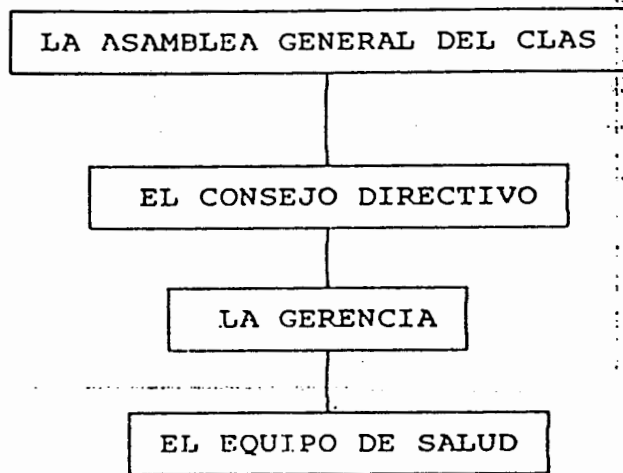 LA ASAMBLEA GENERAL DEL CLAS
EL CONSEJO DIRECTIVO
LA GERENCIA
EL EQUIPO DE SALUD